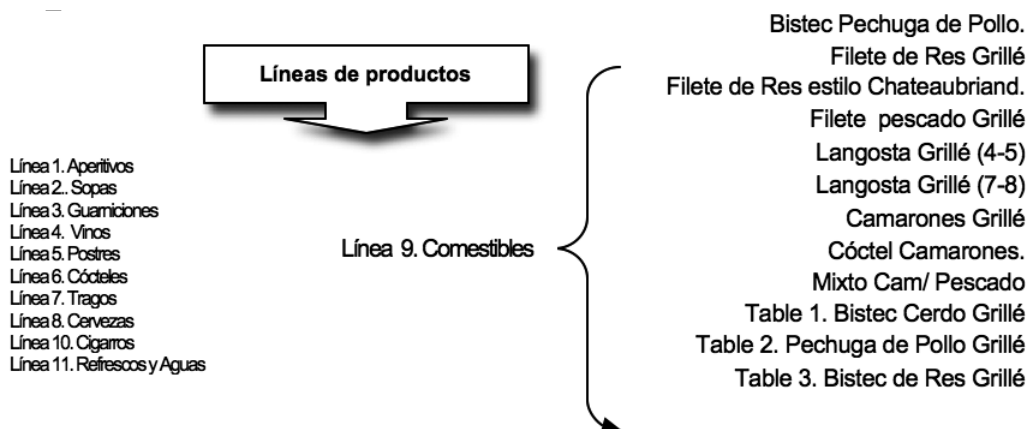 Líneas de productos
Línea 1. Aperitivos
Línea 2.. Sopas
Línea 3. Guarniciones
Línea 4. Vinos
Línea 5. Postres
Línea 6. Cócteles
Línea 7. Tragos
Línea 8. Cervezas
Línea 10. Cigarros
Línea 11. Refrescos y Aguas
Línea 9. Comestibles
Bistec Pechuga de Pollo.
Filete de Res Grillé
Filete de Res estilo Chateaubriand.
Filete pescado Grillé
Langosta Grillé (4-5)
Langosta Grillé (7-8)
Camarones Grillé
Cóctel Camarones.
Mixto Cam/ Pescado
Table 1. Bistec Cerdo Grillé
Table 2. Pechuga de Pollo Grillé
Table 3. Bistec de Res Grillé